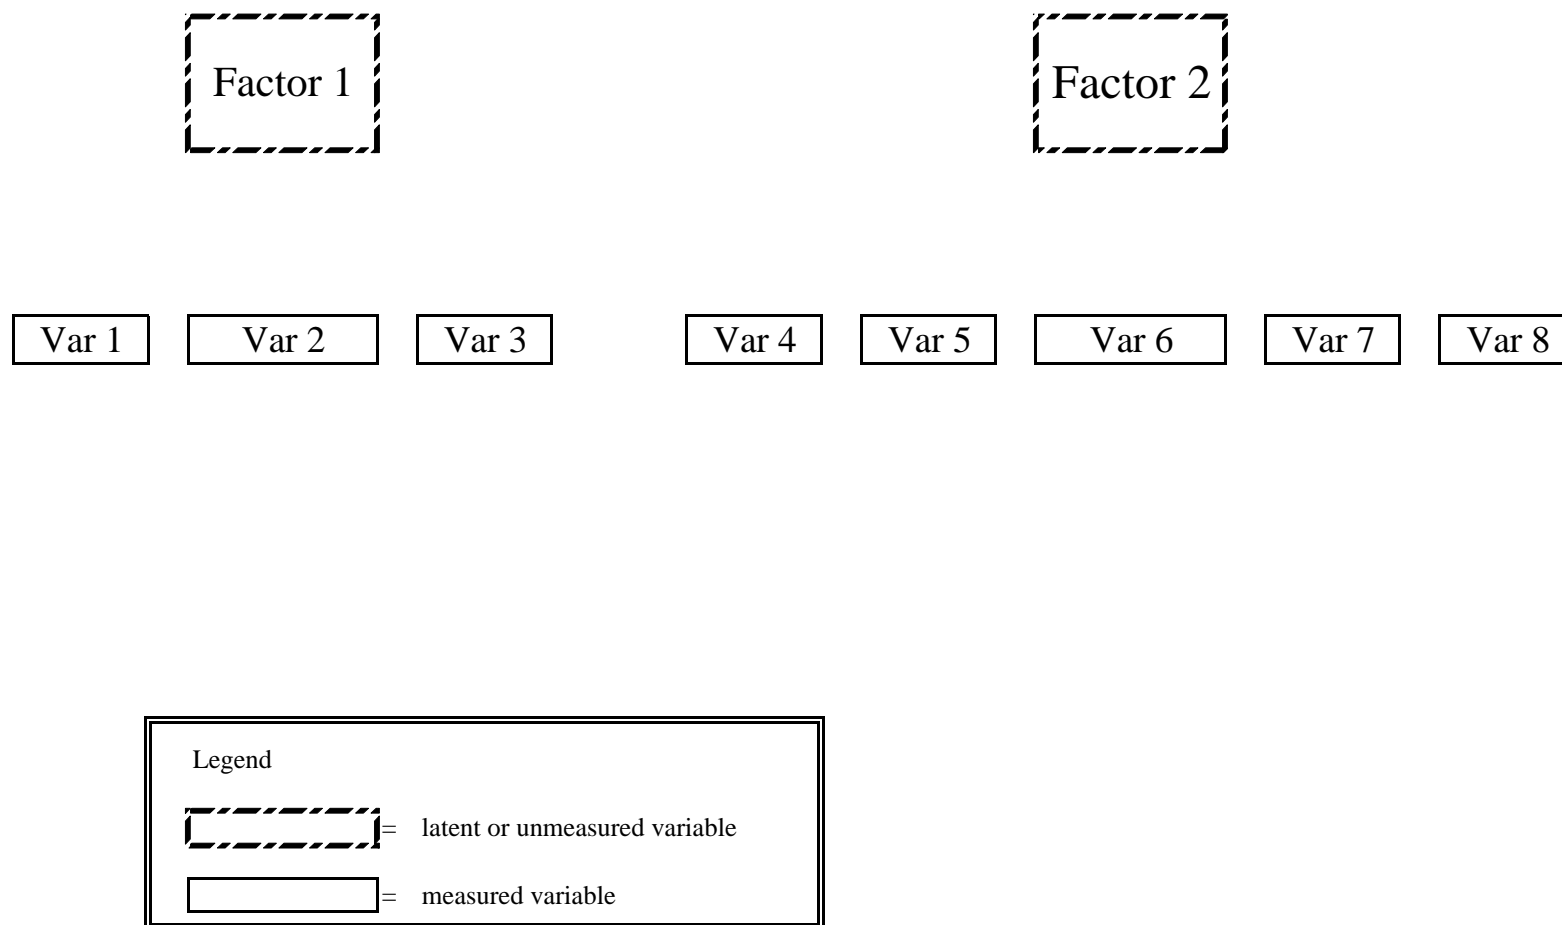 Factor 1
Factor 2
Var 1 Var 2 Var 3 Var 4 Var 5 Var 6 Var 7 Var 8
Legend
= latent or unmeasured variable
= measured variable